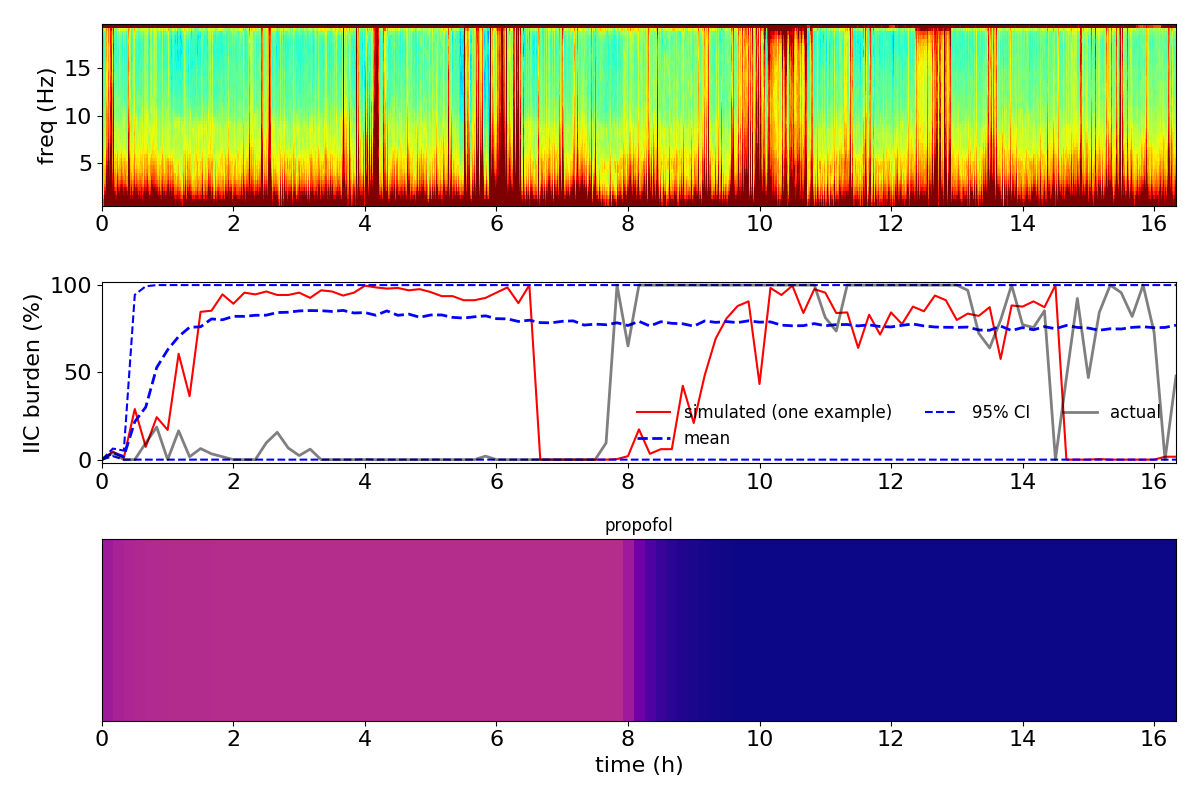 freq (Hz)
15
10
5
0 2 4 6 8 10 12 14 16
IIC burden (%)
100
50
0
simulated (one example) 95% CI actual
mean
0 2 4 6 8 10 12 14 16
propofol
0 2 4 6 8 10 12 14 16
time (h)